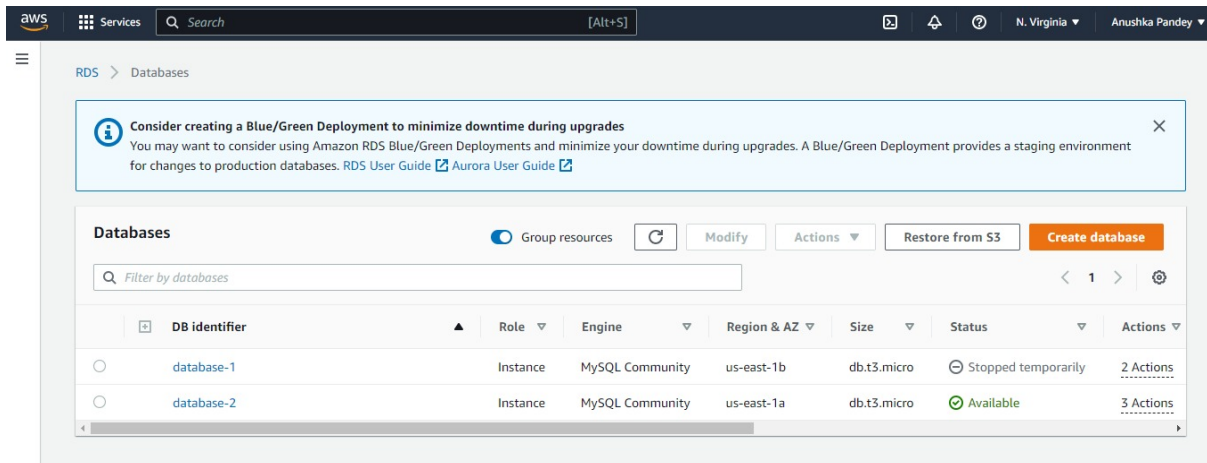 aws Services Search [Alt+S] N. Virginia ▼ Anushka Pandey ▼
RDS > Databases
Consider creating a Blue/Green Deployment to minimize downtime during upgrades
You may want to consider using Amazon RDS Blue/Green Deployments and minimize your downtime during upgrades. A Blue/Green Deployment provides a staging environment
for changes to production databases. RDS User Guide Aurora User Guide
Databases Group resources Modify Actions ▼ Restore from S3 Create database
Filter by databases < 1 >
DB identifier ▲ Role Engine Region & AZ Size Status Actions
database-1 Instance MySQL Community us-east-1b db.t3.micro Stopped temporarily 2 Actions
database-2 Instance MySQL Community us-east-1a db.t3.micro Available 3 Actions